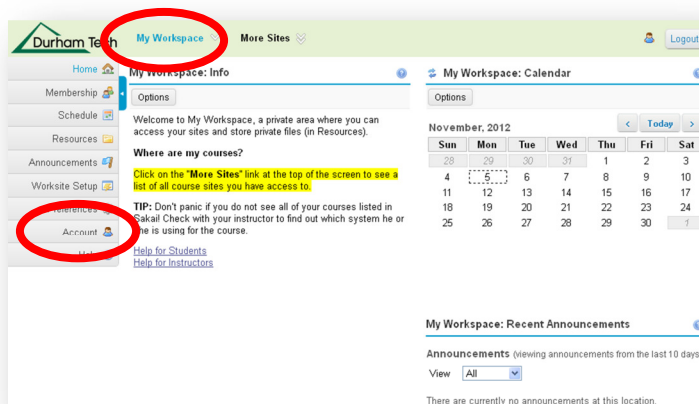 Durham Tech
My Workspace
More Sites
Logout
Home
Membership
Schedule
Resources
Announcements
Worksite Setup
Preferences
Account
Help
My Workspace: Info
Options
Welcome to My Workspace, a private area where you can
access your sites and store private files (in Resources).
Where are my courses?
Click on the "More Sites" link at the top of the screen to see a
list of all course sites you have access to.
TIP: Don't panic if you do not see all of your courses listed in
Sakai! Check with your instructor to find out which system he or
she is using for the course.
Help for Students
Help for Instructors
My Workspace: Calendar
Options
November, 2012
< Today >
Sun Mon Tue Wed Thu Fri Sat
28 29 30 31 1 2 3
4 5 6 7 8 9 10
11 12 13 14 15 16 17
18 19 20 21 22 23 24
25 26 27 28 29 30 1
My Workspace: Recent Announcements
Announcements (viewing announcements from the last 10 days
View All
There are currently no announcements at this location.